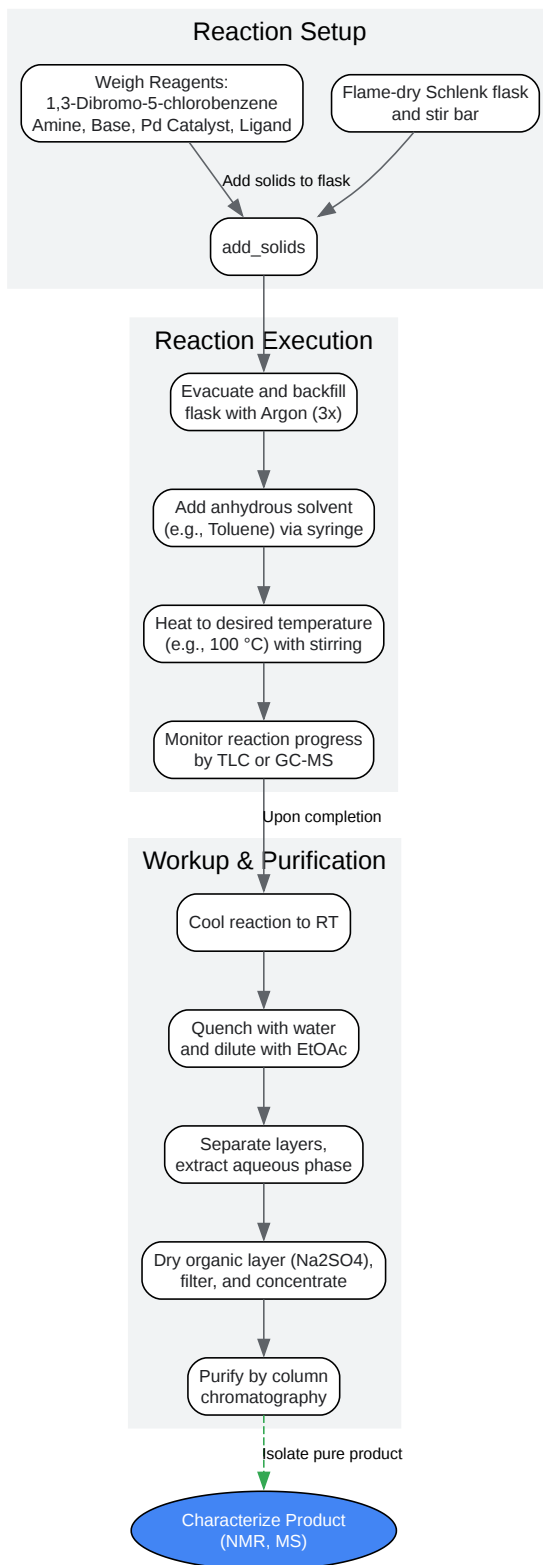 Reaction Setup
Weigh Reagents:
1,3-Dibromo-5-chlorobenzene
Amine, Base, Pd Catalyst, Ligand
Flame-dry Schlenk flask
and stir bar
Add solids to flask
add_solids
Reaction Execution
Evacuate and backfill
flask with Argon (3x)
Add anhydrous solvent
(e.g., Toluene) via syringe
Heat to desired temperature
(e.g., 100 °C) with stirring
Monitor reaction progress
by TLC or GC-MS
Upon completion
Workup & Purification
Cool reaction to RT
Quench with water
and dilute with EtOAc
Separate layers,
extract aqueous phase
Dry organic layer (Na2SO4),
filter, and concentrate
Purify by column
chromatography
Isolate pure product
Characterize Product
(NMR, MS)